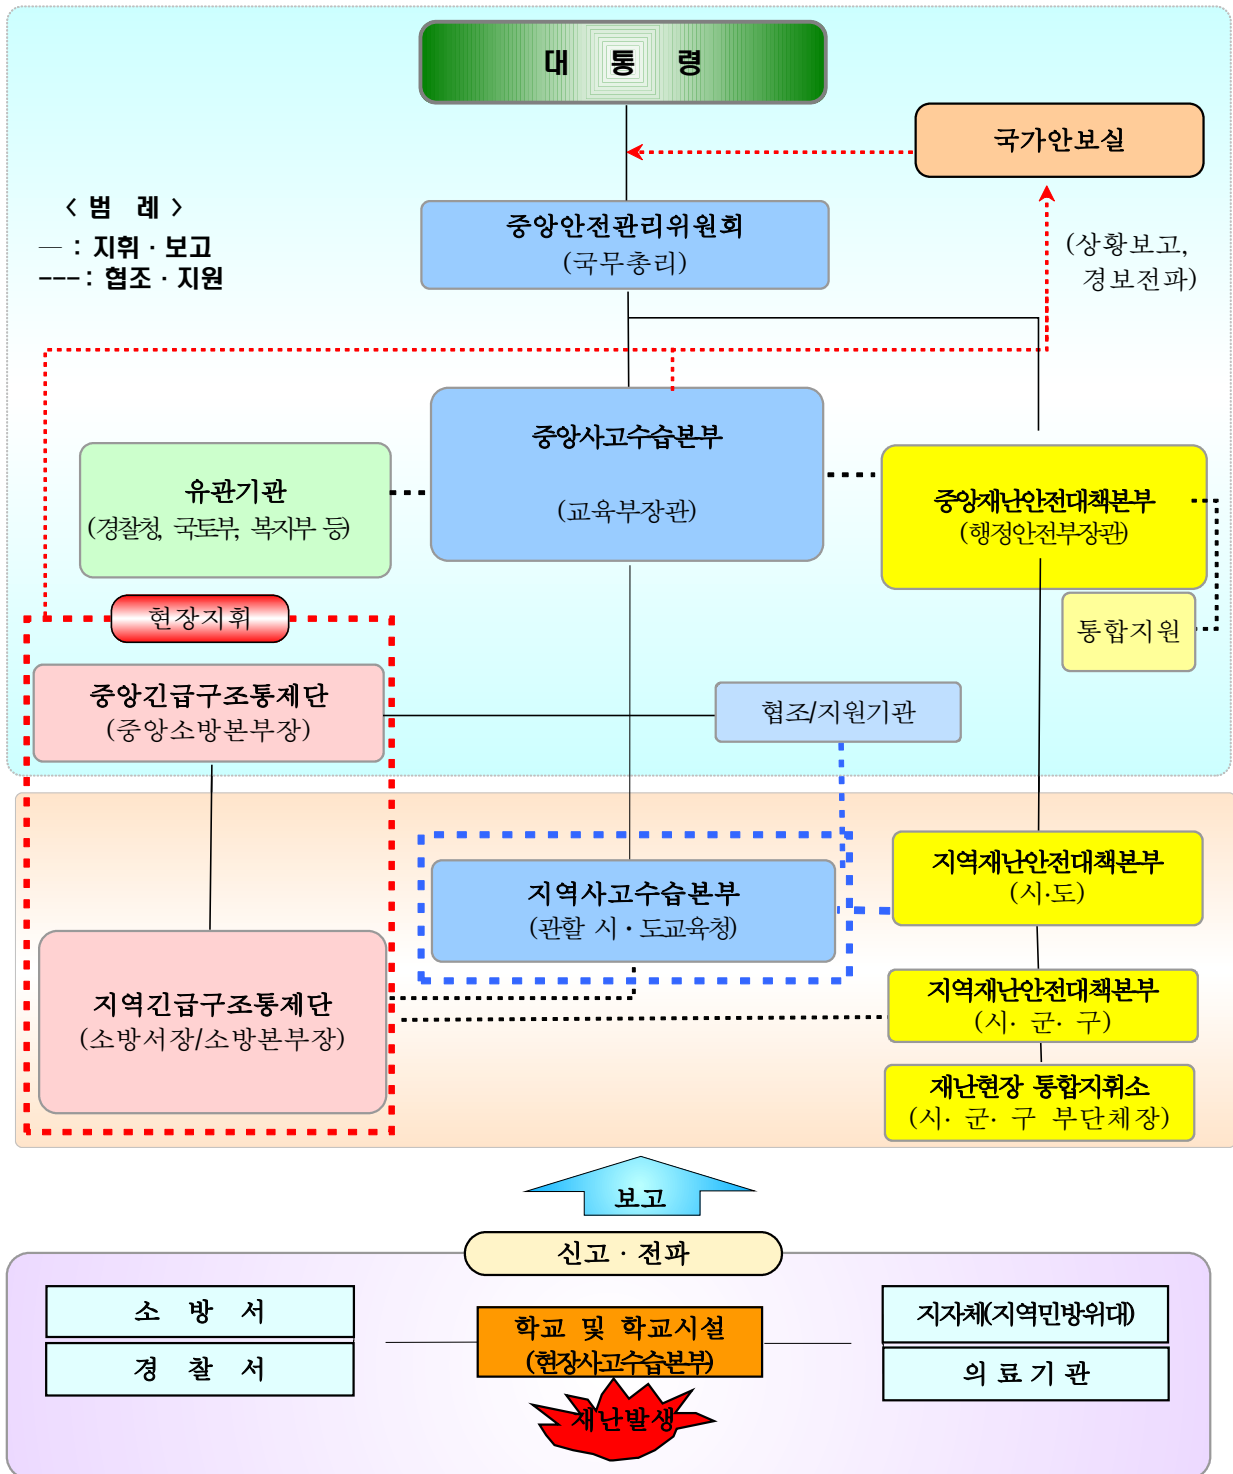 대 통 령
국가안보실
< 범 례 >
─ : 지휘 · 보고
---: 협조 · 지원
중앙안전관리위원회
(국무총리)
(상황보고,
경보전파)
중앙사고수습본부
(교육부장관)
유관기관
(경찰청, 국토부, 복지부 등)
중앙재난안전대책본부
(행정안전부장관)
통합지원
현장지휘
중앙긴급구조통제단
(중앙소방본부장)
협조/지원기관
지역사고수습본부
(관할 시 · 도교육청)
지역재난안전대책본부
(시·도)
지역긴급구조통제단
(소방서장/소방본부장)
지역재난안전대책본부
(시· 군· 구)
재난현장 통합지휘소
(시· 군· 구 부단체장)
보고
신고 · 전파
소 방 서
경 찰 서
학교 및 학교시설
(현장사고수습본부)
재난발생
지자체(지역민방위대)
의 료 기 관